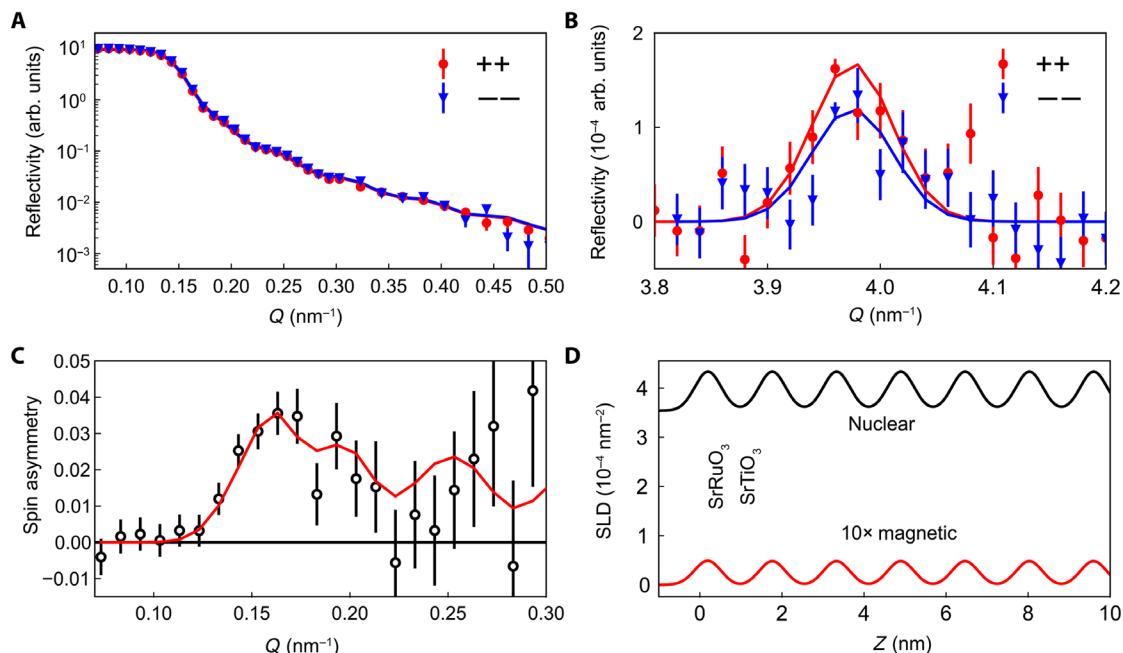 A
Reflectivity (arb. units)
10¹
10⁰
10⁻¹
10⁻²
10⁻³
++
−−
0.10 0.15 0.20 0.25 0.30 0.35 0.40 0.45 0.50
Q (nm⁻¹)
B
Reflectivity (10⁻⁴ arb. units)
2
1
0
++
−−
3.8 3.9 4.0 4.1 4.2
Q (nm⁻¹)
C
Spin asymmetry
0.05
0.04
0.03
0.02
0.01
0.00
−0.01
0.10 0.15 0.20 0.25 0.30
Q (nm⁻¹)
D
SLD (10⁻⁴ nm⁻²)
4
3
2
1
0
Nuclear
SrRuO₃
SrTiO₃
10× magnetic
0 2 4 6 8 10
Z (nm)